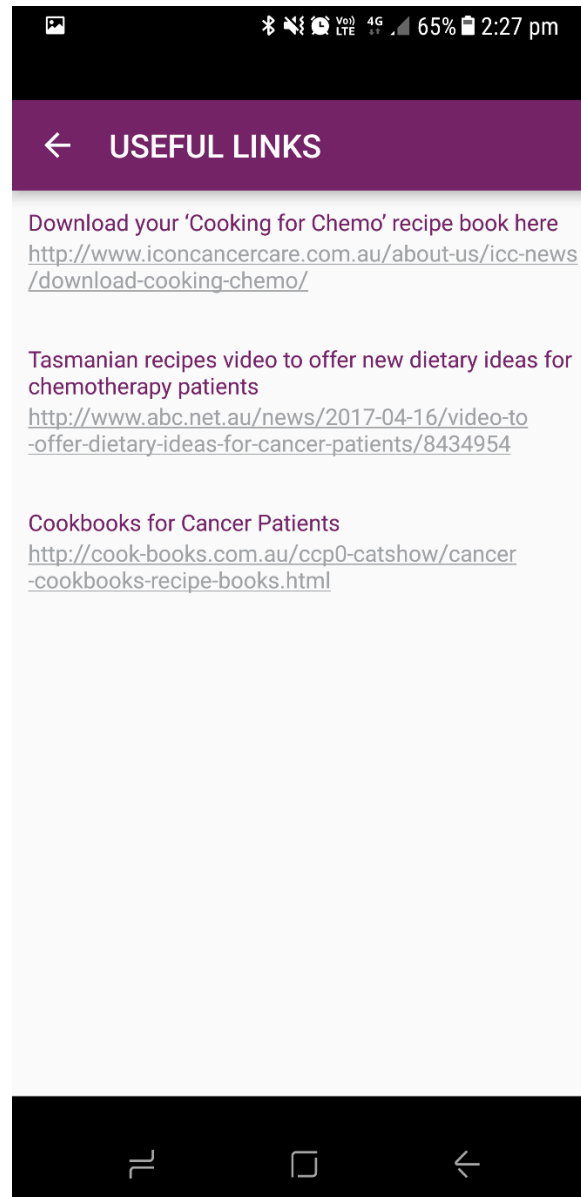 Vo)) 4G 65% 2:27 pm
LTE
USEFUL LINKS
Download your ‘Cooking for Chemo’ recipe book here
http://www.iconcancercare.com.au/about-us/icc-news
/download-cooking-chemo/
Tasmanian recipes video to offer new dietary ideas for
chemotherapy patients
http://www.abc.net.au/news/2017-04-16/video-to
-offer-dietary-ideas-for-cancer-patients/8434954
Cookbooks for Cancer Patients
http://cook-books.com.au/ccp0-catshow/cancer
-cookbooks-recipe-books.html